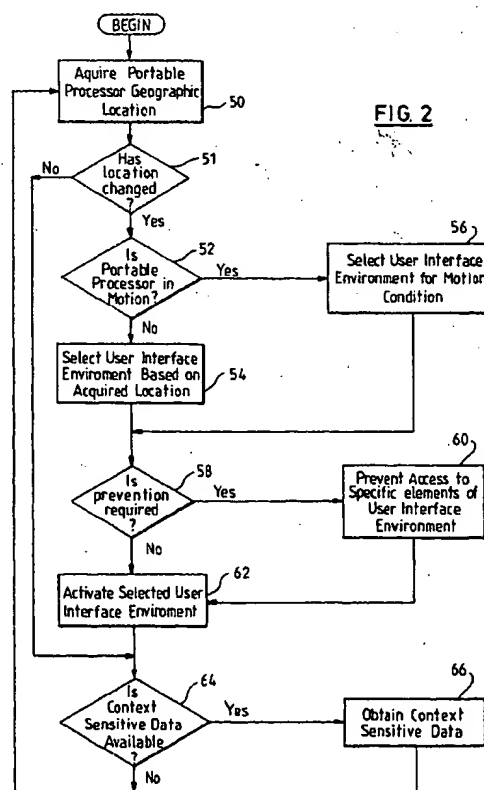 BEGIN
Aquire Portable
Processor Geographic
Location
50
FIG. 2
Has
location
changed
?
51
No
Yes
Is
Portable
Processor in
Motion?
52
Yes
56
Select User Interface
Environment for Motion
Condition
No
Select User Interface
Enviroment Based on
Acquired Location
54
Is
prevention
required
?
58
Yes
60
Prevent Access to
Specific elements of
User Interface
Environment
No
62
Activate Selected User
Interface Enviroment
Is
Context
Sensitive Data
Available
?
64
Yes
66
Obtain Context
Sensitive Data
No